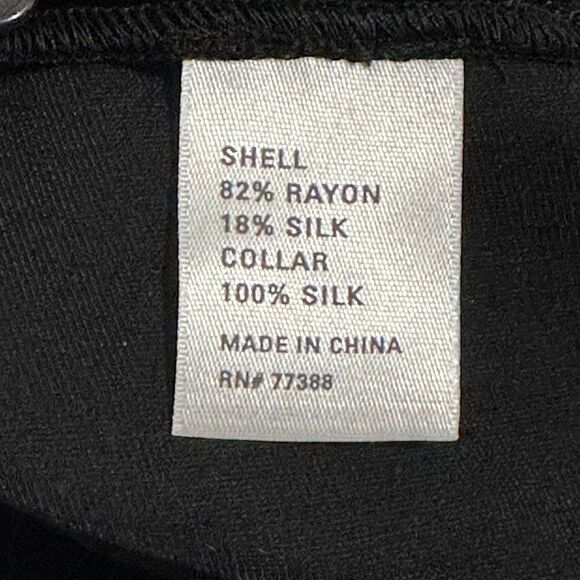 SHELL
82% RAYON
18% SILK
COLLAR
100% SILK
MADE IN CHINA
RN# 77388